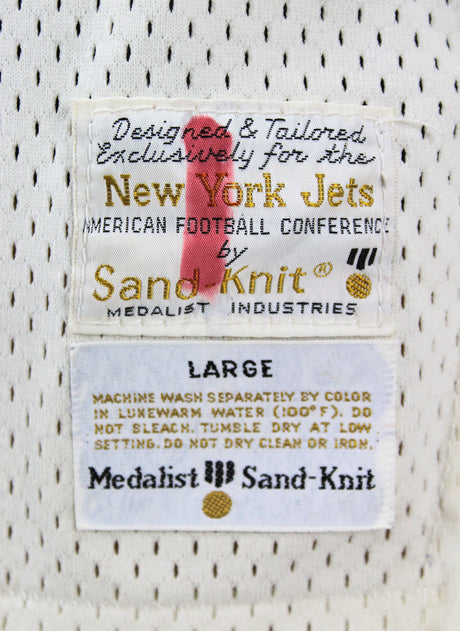 Designed & Tailored
Exclusively for the
New York Jets
AMERICAN FOOTBALL CONFERENCE
by
Sand-Knit®
MEDALIST INDUSTRIES
LARGE
MACHINE WASH SEPARATELY BY COLOR
IN LUKEWARM WATER (100°F). DO
NOT BLEACH. TUMBLE DRY AT LOW
SETTING. DO NOT DRY CLEAN OR IRON.
Medalist Sand-Knit